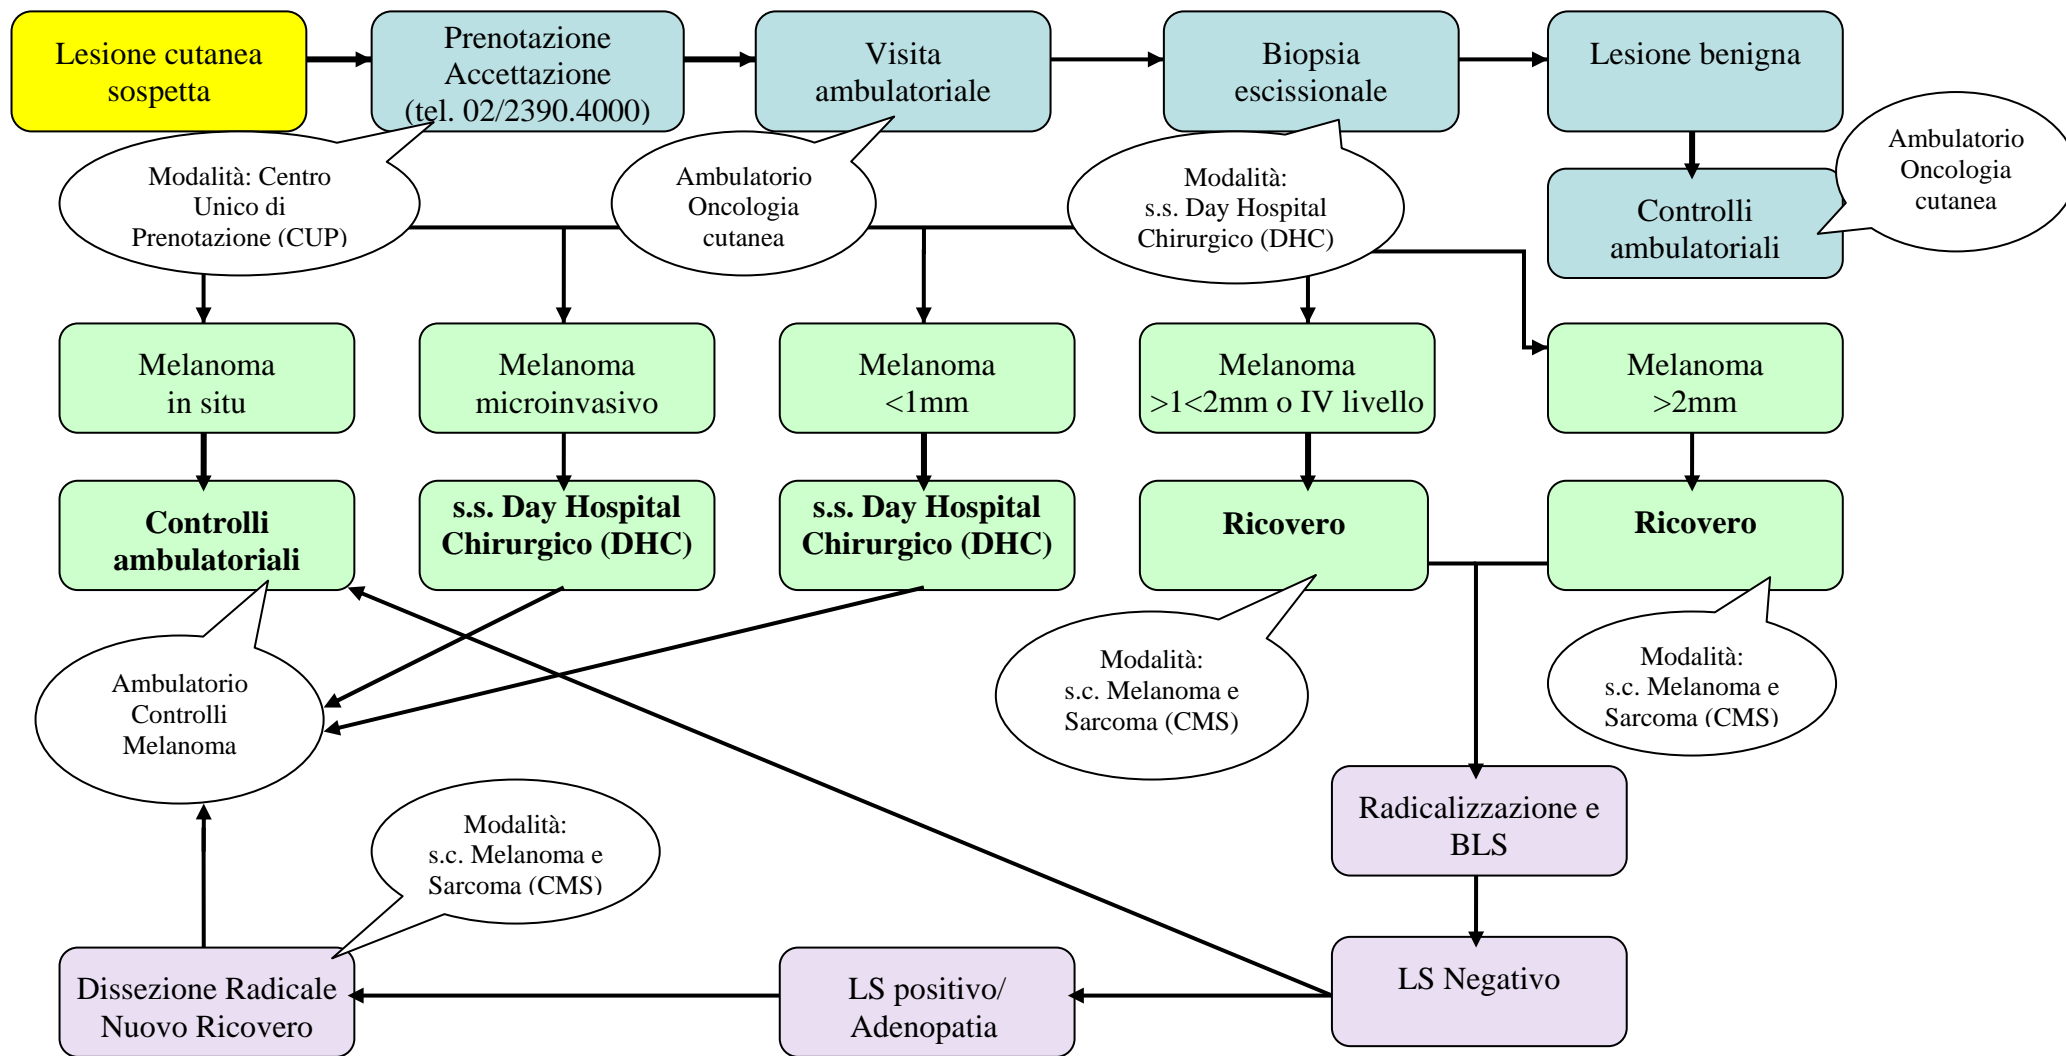 Lesione cutanea
sospetta
Prenotazione
Accettazione
(tel. 02/2390.4000)
Visita
ambulatoriale
Biopsia
escissionale
Lesione benigna
Modalità: Centro
Unico di
Prenotazione (CUP)
Ambulatorio
Oncologia
cutanea
Modalità:
s.s. Day Hospital
Chirurgico (DHC)
Controlli
ambulatoriali
Ambulatorio
Oncologia
cutanea
Melanoma
in situ
Melanoma
microinvasivo
Melanoma
<1mm
Melanoma
>1<2mm o IV livello
Melanoma
>2mm
Controlli
ambulatoriali
s.s. Day Hospital
Chirurgico (DHC)
s.s. Day Hospital
Chirurgico (DHC)
Ricovero
Ricovero
Ambulatorio
Controlli
Melanoma
Modalità:
s.c. Melanoma e
Sarcoma (CMS)
Modalità:
s.c. Melanoma e
Sarcoma (CMS)
Modalità:
s.c. Melanoma e
Sarcoma (CMS)
Radicalizzazione e
BLS
Dissezione Radicale
Nuovo Ricovero
LS positivo/
Adenopatia
LS Negativo